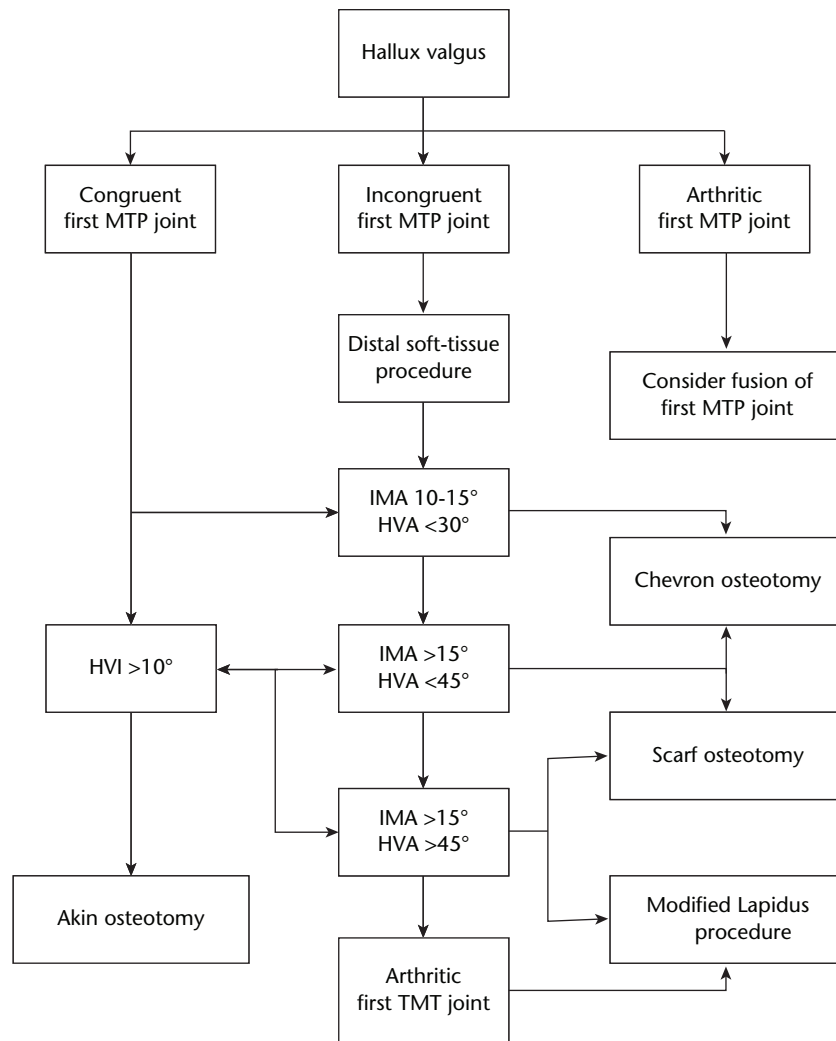 Hallux valgus
Congruent
first MTP joint
Incongruent
first MTP joint
Arthritic
first MTP joint
Distal soft-tissue
procedure
Consider fusion of
first MTP joint
IMA 10-15°
HVA <30°
Chevron osteotomy
HVI >10°
IMA >15°
HVA <45°
Scarf osteotomy
IMA >15°
HVA >45°
Akin osteotomy
Modified Lapidus
procedure
Arthritic
first TMT joint